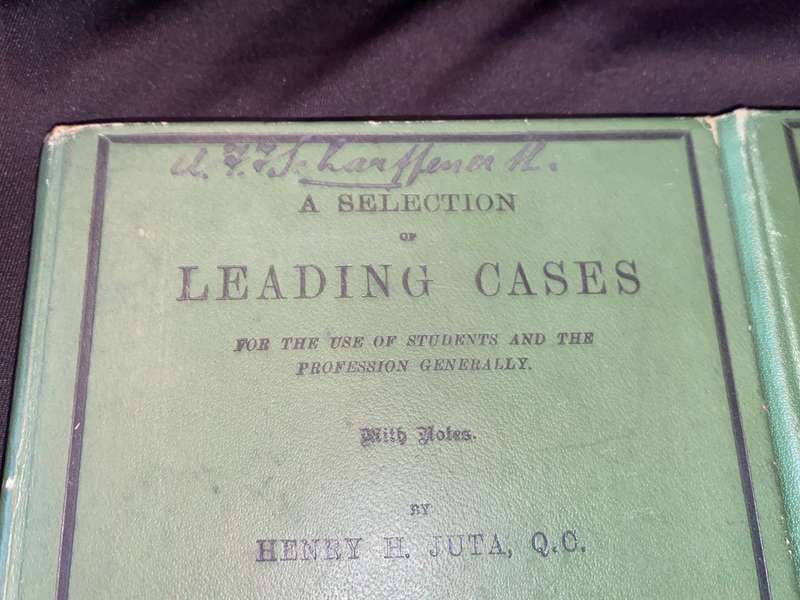 A SELECTION
OF
LEADING CASES
FOR THE USE OF STUDENTS AND THE
PROFESSION GENERALLY.
With Notes.
BY
HENRY H. JUTA, Q.C.